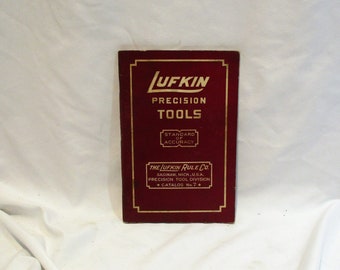 LUFKIN
PRECISION
TOOLS
STANDARD
OF
ACCURACY
THE LUFKIN RULE CO.
SAGINAW, MICH., U.S.A.
PRECISION TOOL DIVISION
CATALOG No. 7